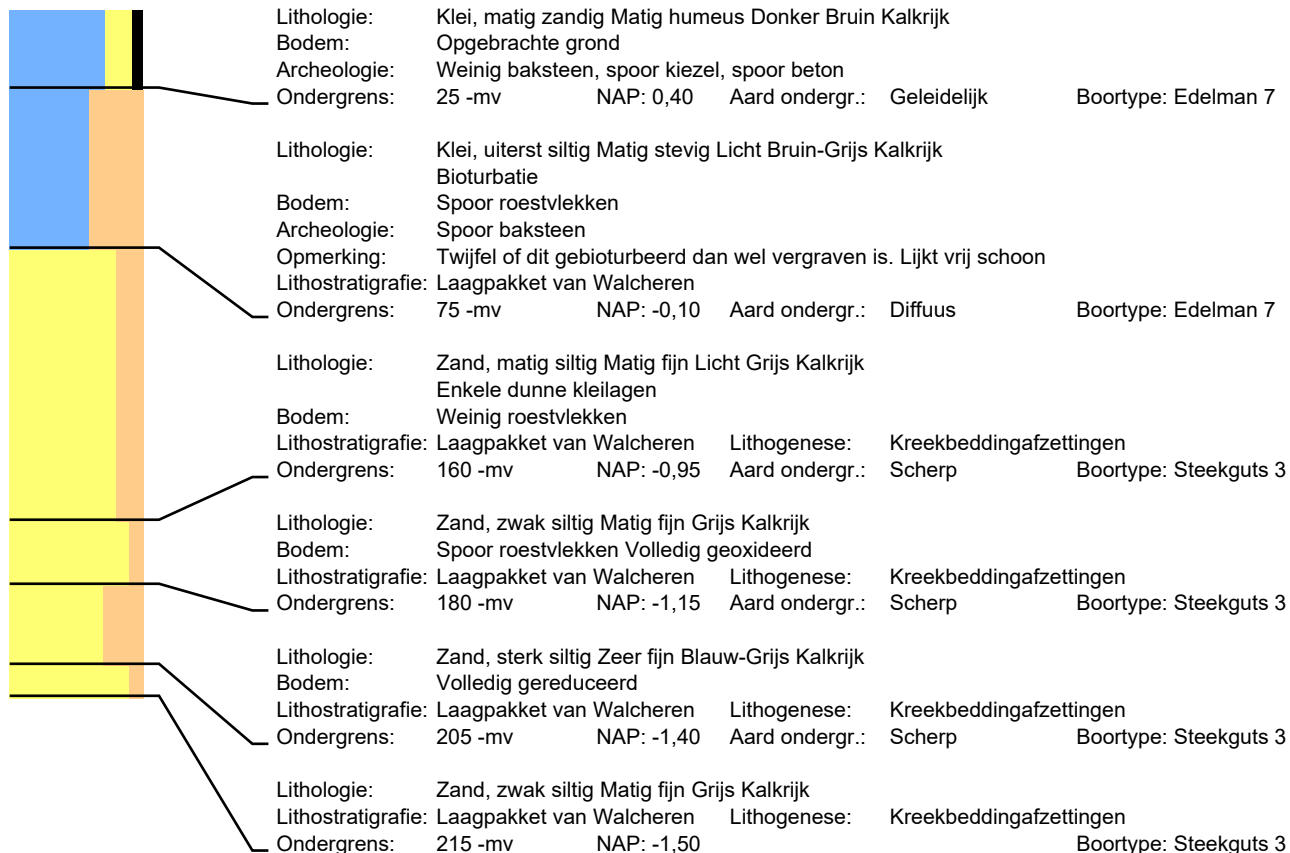 Lithologie: Klei, matig zandig Matig humeus Donker Bruin Kalkrijk
Bodem: Opgebrachte grond
Archeologie: Weinig baksteen, spoor kiezel, spoor beton
Ondergrens: 25 -mv NAP: 0,40 Aard ondergr.: Geleidelijk Boortype: Edelman 7
Lithologie: Klei, uiterst siltig Matig stevig Licht Bruin-Grijs Kalkrijk
Bioturbatie
Bodem: Spoor roestvlekken
Archeologie: Spoor baksteen
Opmerking: Twijfel of dit gebioturbeerd dan wel vergraven is. Lijkt vrij schoon
Lithostratigrafie: Laagpakket van Walcheren
Ondergrens: 75 -mv NAP: -0,10 Aard ondergr.: Diffuus Boortype: Edelman 7
Lithologie: Zand, matig siltig Matig fijn Licht Grijs Kalkrijk
Enkele dunne kleilagen
Bodem: Weinig roestvlekken
Lithostratigrafie: Laagpakket van Walcheren Lithogenese: Kreekbeddingafzettingen
Ondergrens: 160 -mv NAP: -0,95 Aard ondergr.: Scherp Boortype: Steekguts 3
Lithologie: Zand, zwak siltig Matig fijn Grijs Kalkrijk
Bodem: Spoor roestvlekken Volledig geoxideerd
Lithostratigrafie: Laagpakket van Walcheren Lithogenese: Kreekbeddingafzettingen
Ondergrens: 180 -mv NAP: -1,15 Aard ondergr.: Scherp Boortype: Steekguts 3
Lithologie: Zand, sterk siltig Zeer fijn Blauw-Grijs Kalkrijk
Bodem: Volledig gereduceerd
Lithostratigrafie: Laagpakket van Walcheren Lithogenese: Kreekbeddingafzettingen
Ondergrens: 205 -mv NAP: -1,40 Aard ondergr.: Scherp Boortype: Steekguts 3
Lithologie: Zand, zwak siltig Matig fijn Grijs Kalkrijk
Lithostratigrafie: Laagpakket van Walcheren Lithogenese: Kreekbeddingafzettingen
Ondergrens: 215 -mv NAP: -1,50 Boortype: Steekguts 3